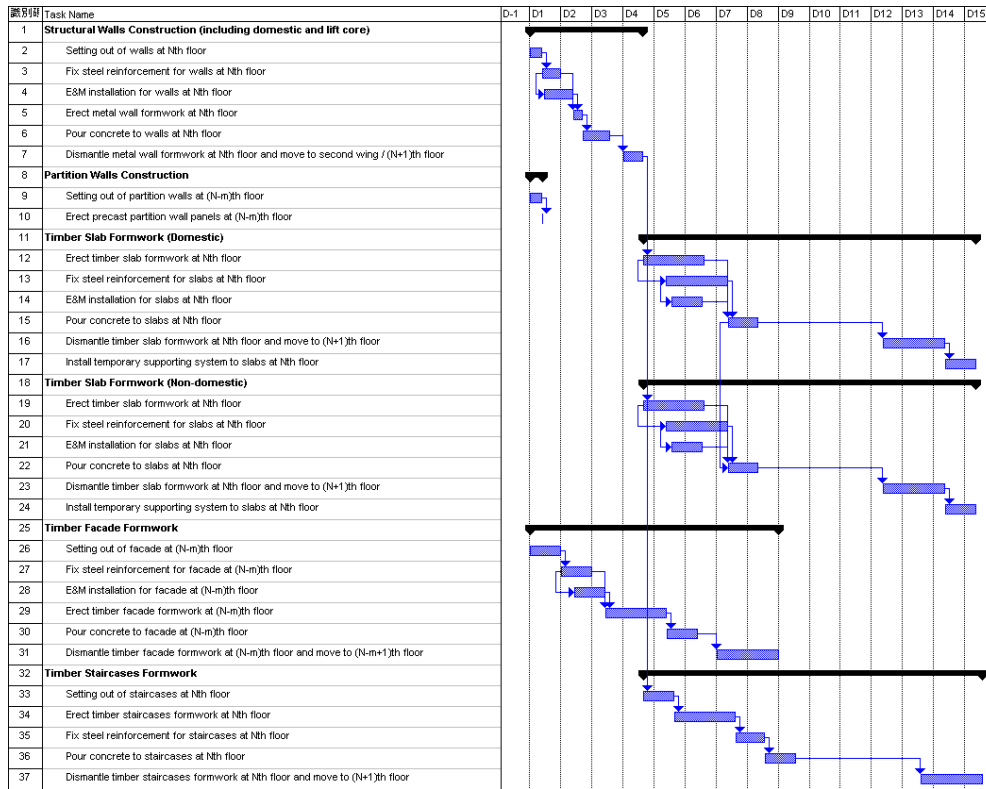 識別碼 Task Name D-1 D1 D2 D3 D4 D5 D6 D7 D8 D9 D10 D11 D12 D13 D14 D15
1 Structural Walls Construction (including domestic and lift core)
2 Setting out of walls at Nth floor
3 Fix steel reinforcement for walls at Nth floor
4 E&M installation for walls at Nth floor
5 Erect metal wall formwork at Nth floor
6 Pour concrete to walls at Nth floor
7 Dismantle metal wall formwork at Nth floor and move to second wing / (N+1)th floor
8 Partition Walls Construction
9 Setting out of partition walls at (N-m)th floor
10 Erect precast partition wall panels at (N-m)th floor
11 Timber Slab Formwork (Domestic)
12 Erect timber slab formwork at Nth floor
13 Fix steel reinforcement for slabs at Nth floor
14 E&M installation for slabs at Nth floor
15 Pour concrete to slabs at Nth floor
16 Dismantle timber slab formwork at Nth floor and move to (N+1)th floor
17 Install temporary supporting system to slabs at Nth floor
18 Timber Slab Formwork (Non-domestic)
19 Erect timber slab formwork at Nth floor
20 Fix steel reinforcement for slabs at Nth floor
21 E&M installation for slabs at Nth floor
22 Pour concrete to slabs at Nth floor
23 Dismantle timber slab formwork at Nth floor and move to (N+1)th floor
24 Install temporary supporting system to slabs at Nth floor
25 Timber Facade Formwork
26 Setting out of facade at (N-m)th floor
27 Fix steel reinforcement for facade at (N-m)th floor
28 E&M installation for facade at (N-m)th floor
29 Erect timber facade formwork at (N-m)th floor
30 Pour concrete to facade at (N-m)th floor
31 Dismantle timber facade formwork at (N-m)th floor and move to (N-m+1)th floor
32 Timber Staircases Formwork
33 Setting out of staircases at Nth floor
34 Erect timber staircases formwork at Nth floor
35 Fix steel reinforcement for staircases at Nth floor
36 Pour concrete to staircases at Nth floor
37 Dismantle timber staircases formwork at Nth floor and move to (N+1)th floor